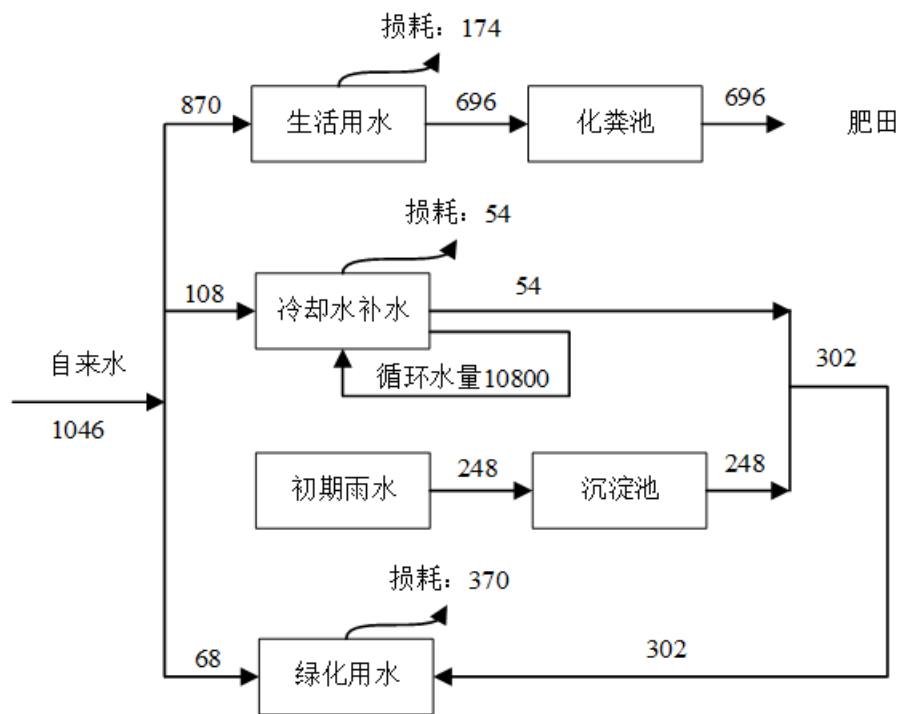 损耗：174
870
生活用水
696
化粪池
696
肥田
损耗：54
108
冷却水补水
54
循环水量10800
302
自来水
1046
初期雨水
248
沉淀池
248
损耗：370
68
绿化用水
302